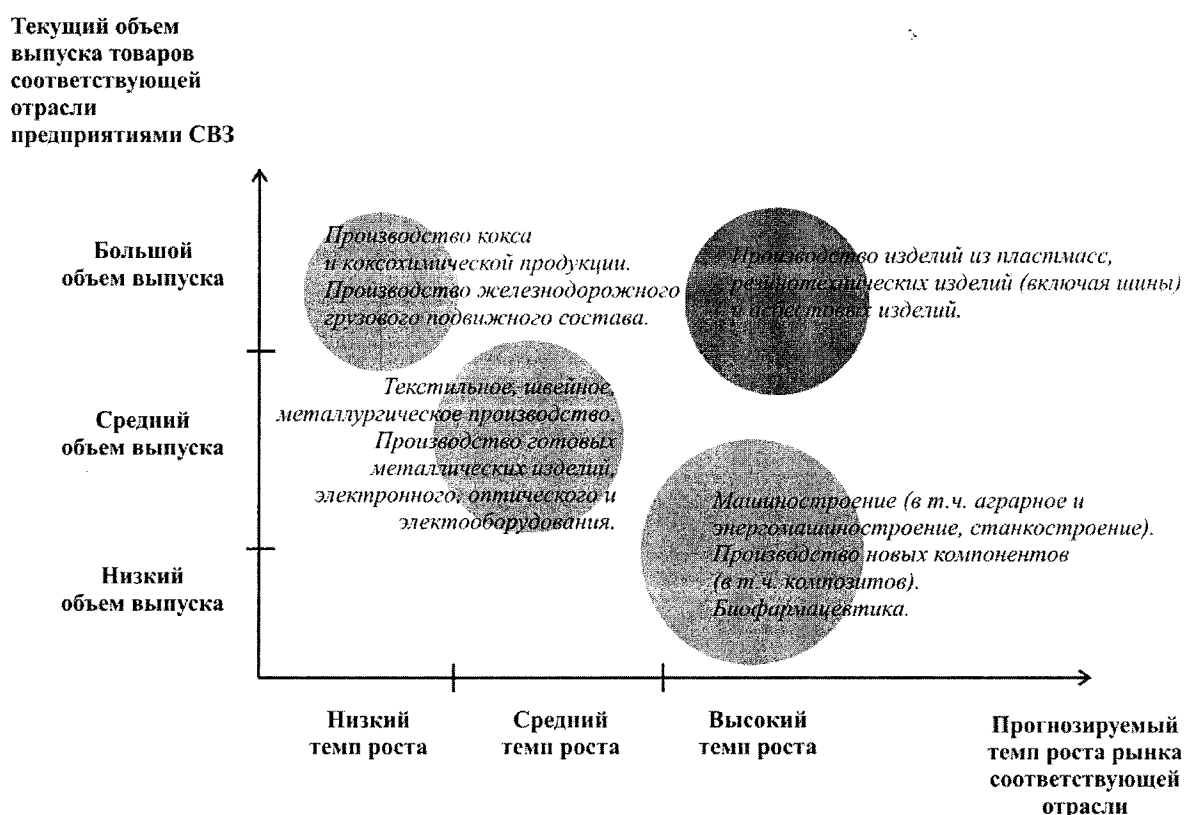 Текущий объем
выпуска товаров
соответствующей
отрасли
предприятиями СВЗ
Большой
объем выпуска
Производство кокса
и коксохимической продукции.
Производство железнодорожного
грузового подвижного состава.
Производство изделий из пластмасс,
резинотехнических изделий (включая шины)
и асбестовых изделий.
Средний
объем выпуска
Текстильное, швейное,
металлургическое производство.
Производство готовых
металлических изделий,
электронного, оптического и
электооборудования.
Низкий
объем выпуска
Машиностроение (в т.ч. аграрное и
энергомашиностроение, станкостроение).
Производство новых компонентов
(в т.ч. композитов).
Биофармацевтика.
Низкий
темп роста
Средний
темп роста
Высокий
темп роста
Прогнозируемый
темп роста рынка
соответствующей
отрасли